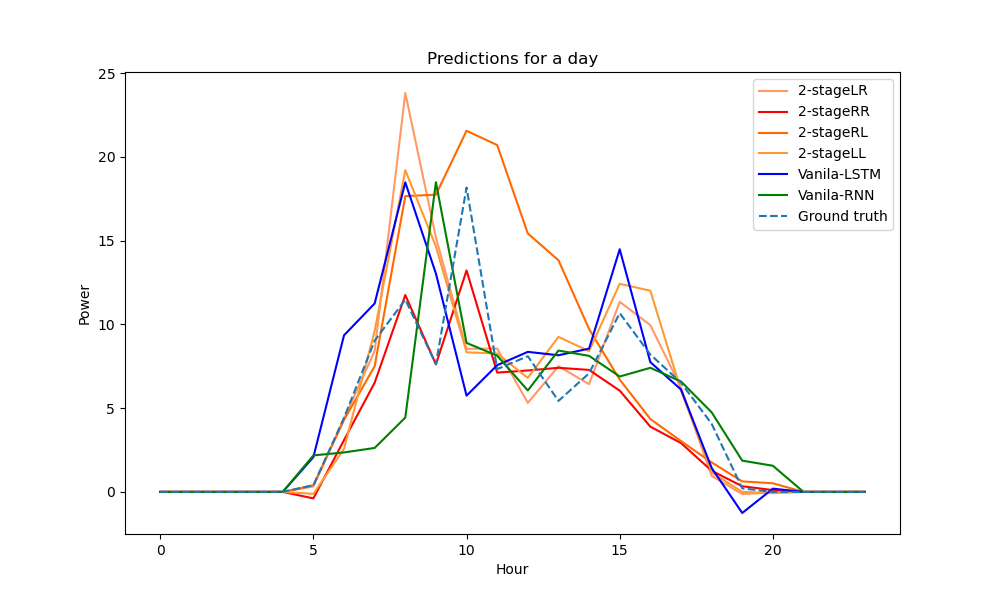 Predictions for a day
25
20
15
10
5
0
Power
0 5 10 15 20
Hour
2-stageLR
2-stageRR
2-stageRL
2-stageLL
Vanila-LSTM
Vanila-RNN
Ground truth